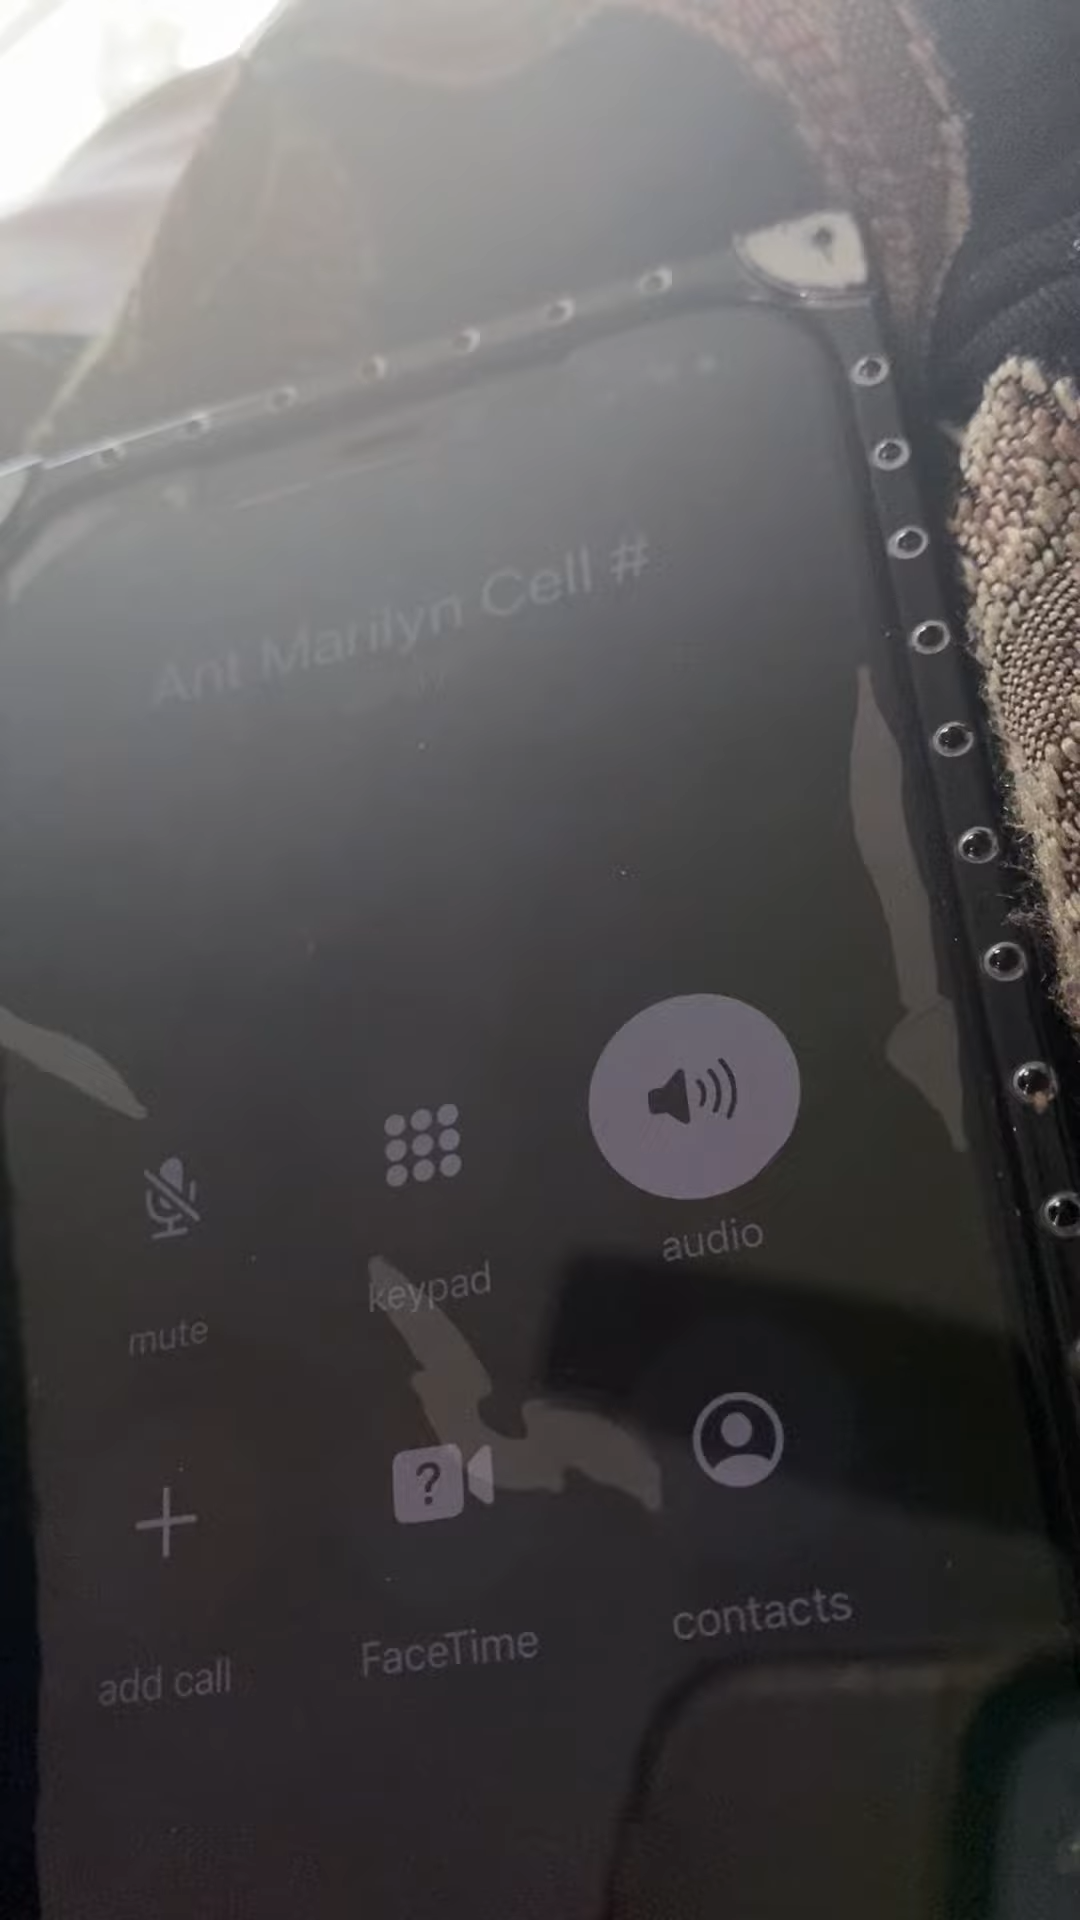 Ant Marilyn Cell #
audio
keypad
mute
?
contacts
FaceTime
add call